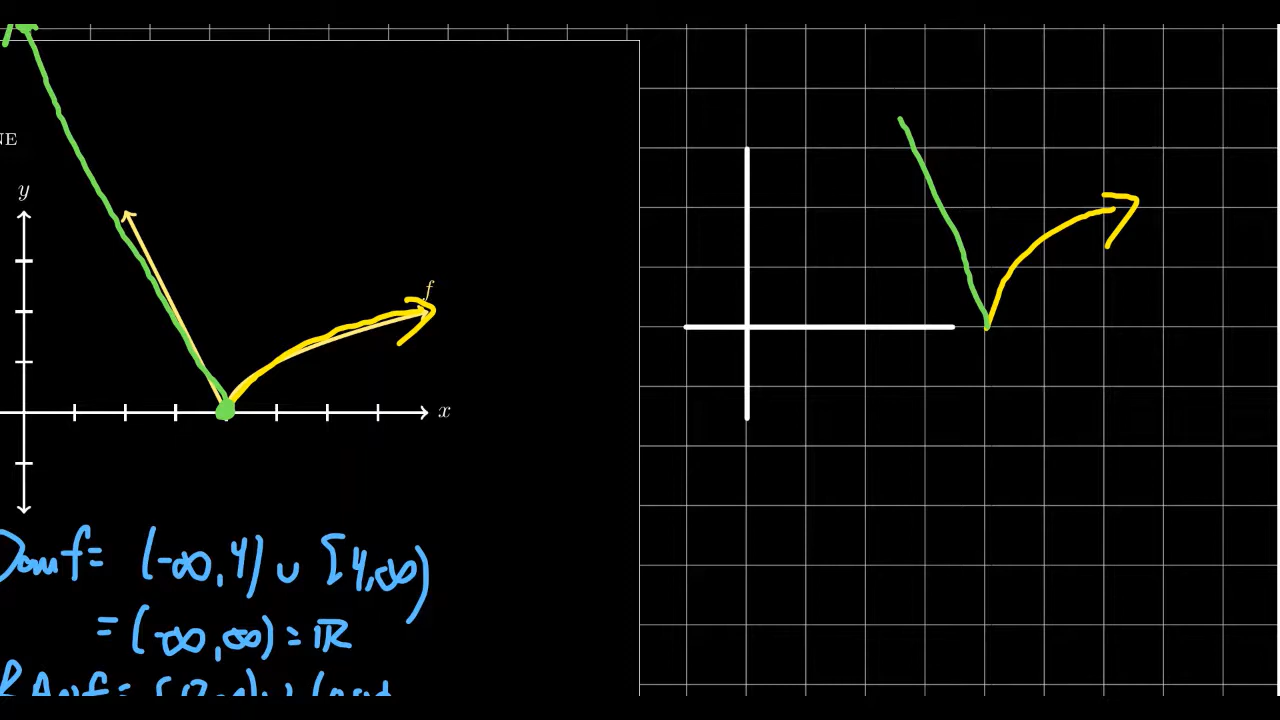 NE
y
f
x
Dom f = (-∞, 4) ∪ [4, ∞)
= (-∞, ∞) = ℝ